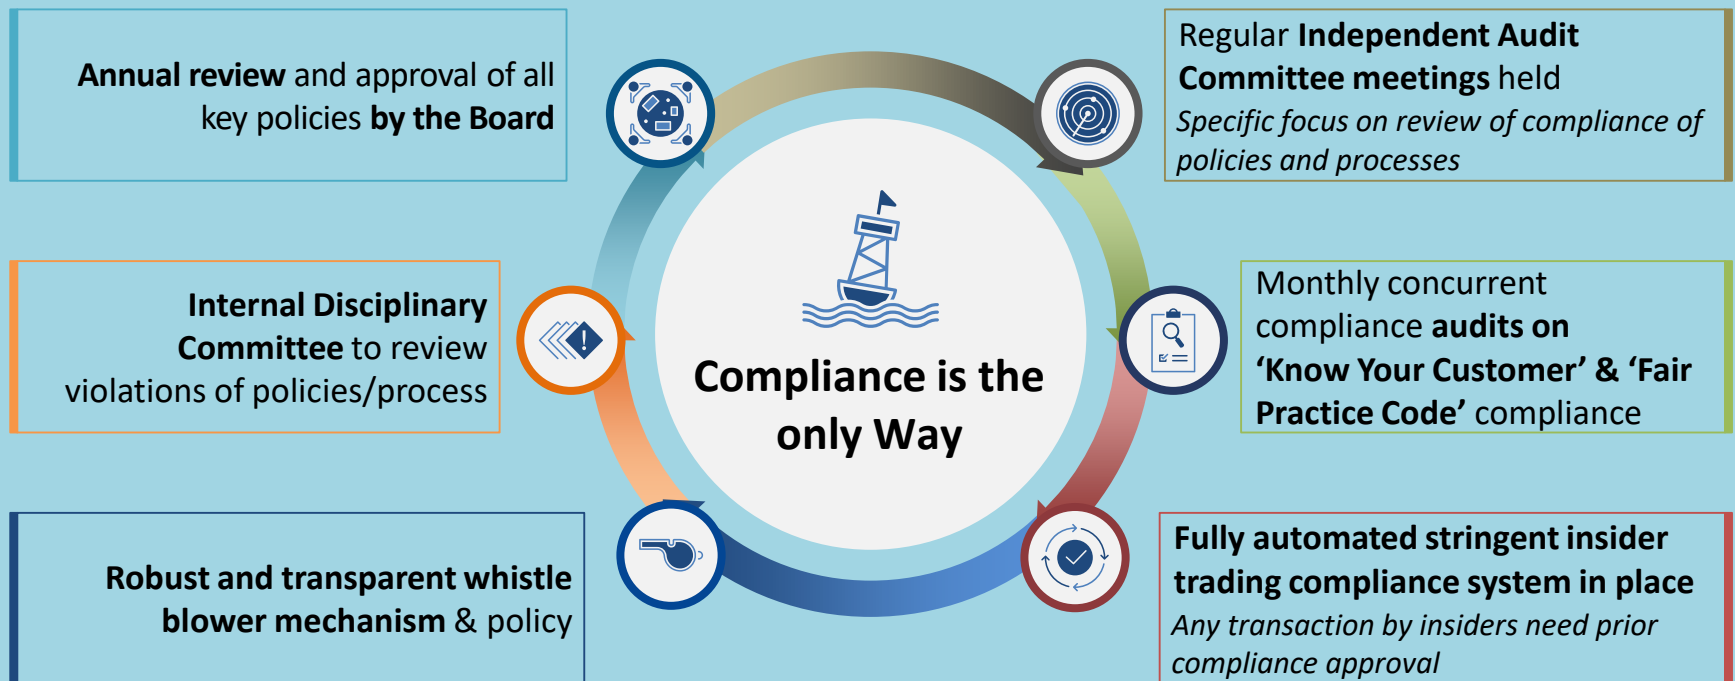 Annual review and approval of all
key policies by the Board
Regular Independent Audit
Committee meetings held
Specific focus on review of compliance of
policies and processes
Internal Disciplinary
Committee to review
violations of policies/process
Compliance is the
only Way
Monthly concurrent
compliance audits on
‘Know Your Customer’ & ‘Fair
Practice Code’ compliance
Robust and transparent whistle
blower mechanism & policy
Fully automated stringent insider
trading compliance system in place
Any transaction by insiders need prior
compliance approval